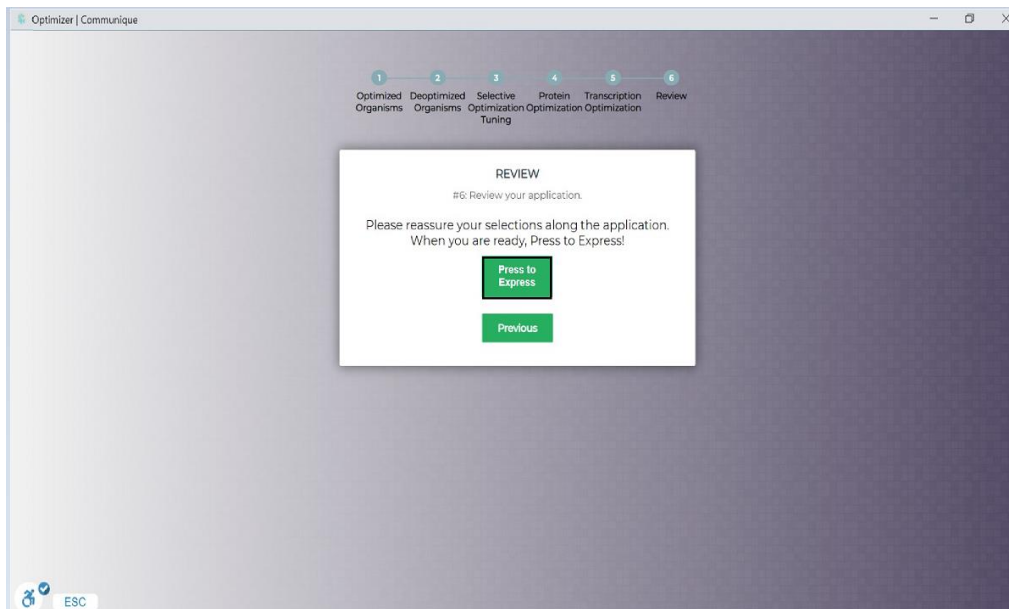 Optimizer | Communique
1 2 3 4 5 6
Optimized Deoptimized Selective Protein Transcription Review
Organisms Organisms Optimization Optimization Optimization
Tuning
REVIEW
#6: Review your application.
Please reassure your selections along the application.
When you are ready, Press to Express!
Press to
Express
Previous
ESC